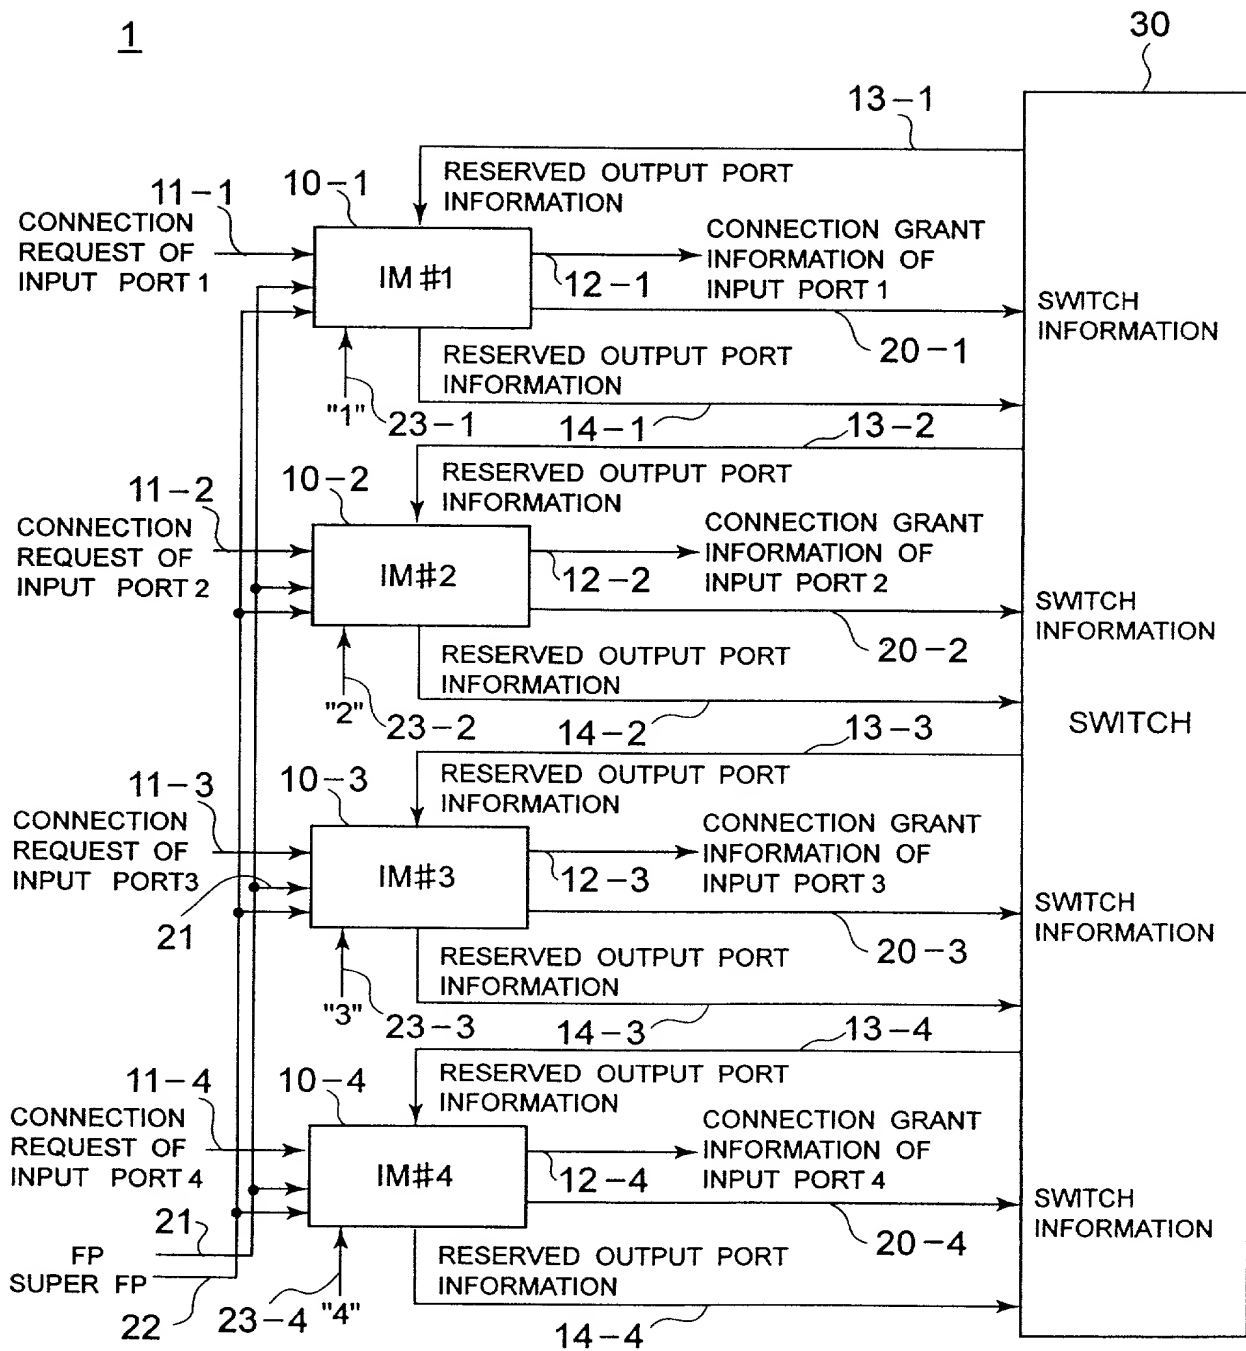 1
30
13-1
RESERVED OUTPUT PORT
INFORMATION
10-1
11-1
CONNECTION
REQUEST OF
INPUT PORT 1
IM#1
CONNECTION GRANT
INFORMATION OF
INPUT PORT 1
12-1
SWITCH
INFORMATION
20-1
RESERVED OUTPUT PORT
INFORMATION
"1"
23-1
14-1
13-2
RESERVED OUTPUT PORT
INFORMATION
10-2
11-2
CONNECTION
REQUEST OF
INPUT PORT 2
IM#2
CONNECTION GRANT
INFORMATION OF
INPUT PORT 2
12-2
SWITCH
INFORMATION
20-2
RESERVED OUTPUT PORT
INFORMATION
"2"
23-2
14-2
SWITCH
13-3
RESERVED OUTPUT PORT
INFORMATION
10-3
11-3
CONNECTION
REQUEST OF
INPUT PORT3
IM#3
CONNECTION GRANT
INFORMATION OF
INPUT PORT 3
12-3
21
SWITCH
INFORMATION
20-3
RESERVED OUTPUT PORT
INFORMATION
"3"
23-3
14-3
13-4
RESERVED OUTPUT PORT
INFORMATION
10-4
11-4
CONNECTION
REQUEST OF
INPUT PORT 4
IM#4
CONNECTION GRANT
INFORMATION OF
INPUT PORT 4
12-4
SWITCH
INFORMATION
20-4
21
FP
SUPER FP
22
RESERVED OUTPUT PORT
INFORMATION
23-4
"4"
14-4